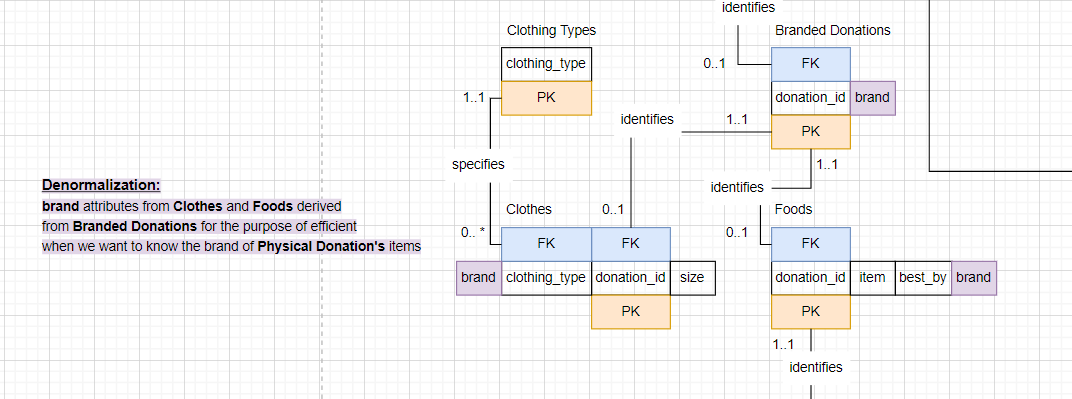 identifies
Clothing Types
Branded Donations
clothing_type
0..1
FK
1..1
PK
donation_id
brand
identifies
1..1
PK
specifies
1..1
identifies
Denormalization:
brand attributes from Clothes and Foods derived
from Branded Donations for the purpose of efficient
when we want to know the brand of Physical Donation's items
Clothes
0..1
Foods
0.. *
FK
FK
0..1
FK
brand
clothing_type
donation_id
size
donation_id
item
best_by
brand
PK
PK
1..1
identifies